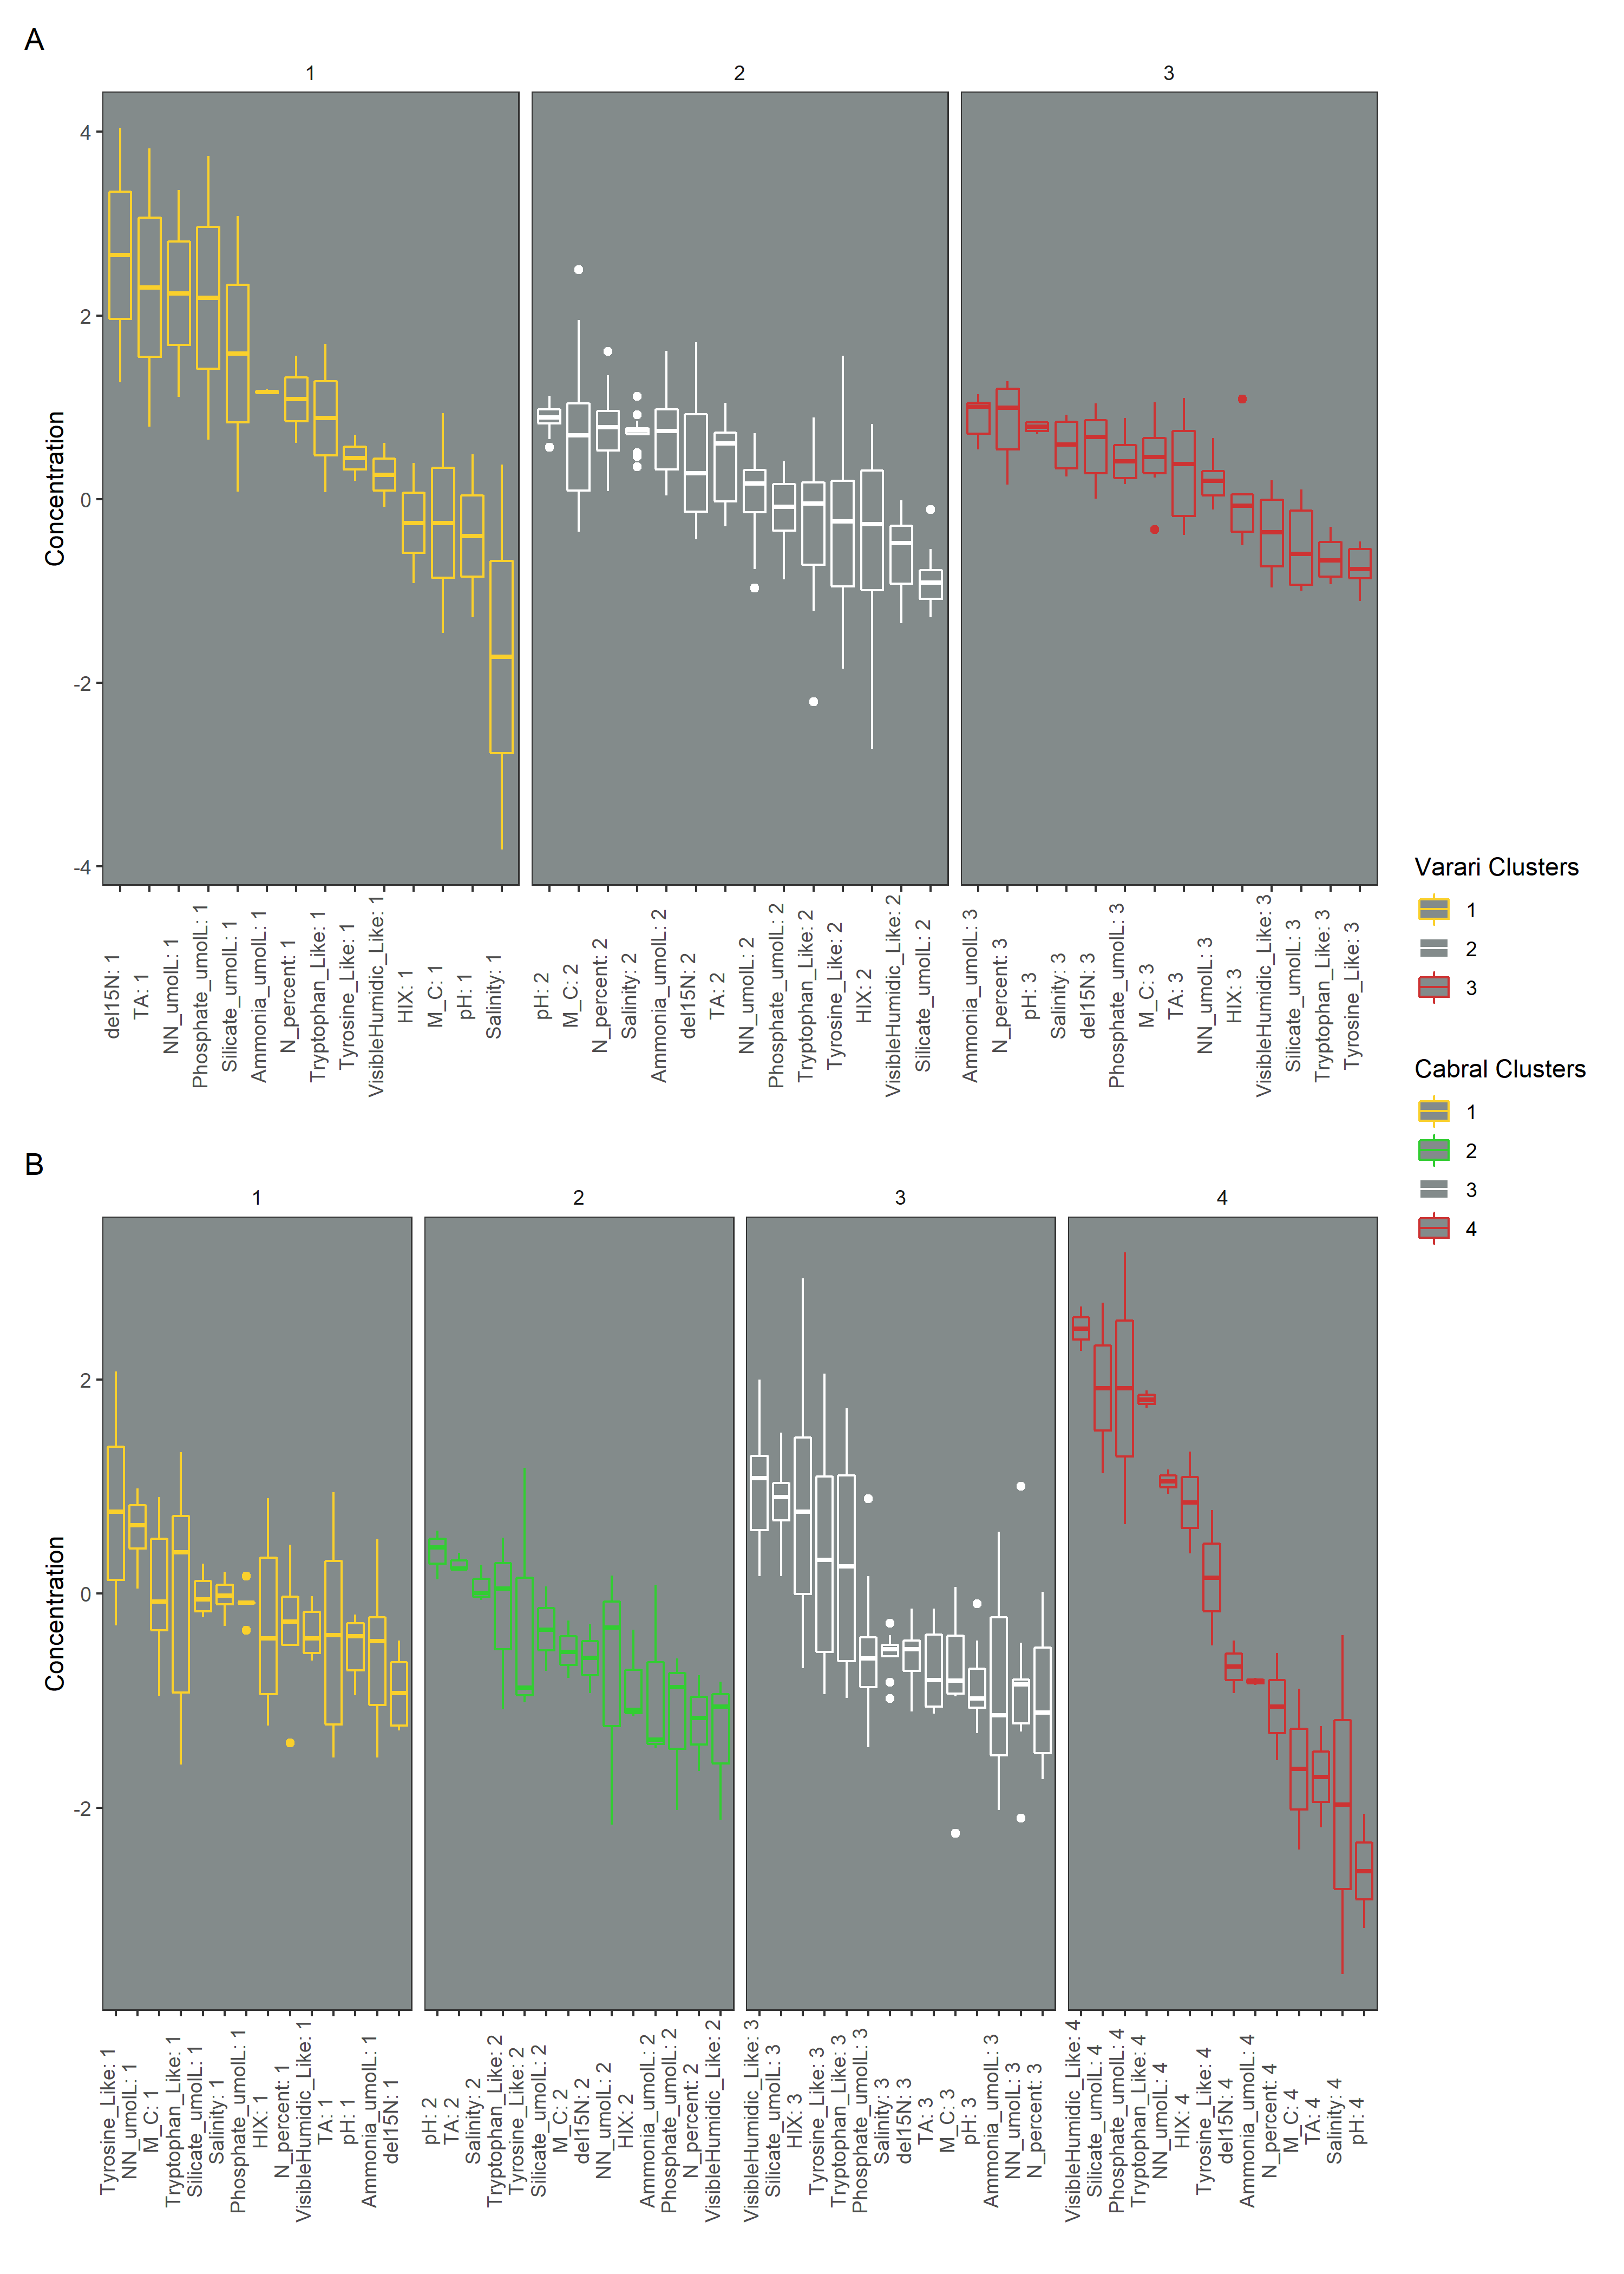 A
1
2
3
4
2
0
-2
-4
Concentration
del15N: 1
TA: 1
NN_umolL: 1
Phosphate_umolL: 1
Silicate_umolL: 1
Ammonia_umolL: 1
N_percent: 1
Tryptophan_Like: 1
Tyrosine_Like: 1
VisibleHumidic_Like: 1
HIX: 1
M_C: 1
pH: 1
Salinity: 1
pH: 2
M_C: 2
N_percent: 2
Salinity: 2
Ammonia_umolL: 2
del15N: 2
TA: 2
NN_umolL: 2
Phosphate_umolL: 2
Tryptophan_Like: 2
Tyrosine_Like: 2
HIX: 2
VisibleHumidic_Like: 2
Silicate_umolL: 2
Ammonia_umolL: 3
N_percent: 3
pH: 3
Salinity: 3
del15N: 3
Phosphate_umolL: 3
M_C: 3
TA: 3
NN_umolL: 3
HIX: 3
VisibleHumidic_Like: 3
Silicate_umolL: 3
Tryptophan_Like: 3
Tyrosine_Like: 3
Varari Clusters
1
2
3
Cabral Clusters
1
2
3
4
B
1
2
3
4
2
0
-2
Concentration
Tyrosine_Like: 1
NN_umolL: 1
M_C: 1
Tryptophan_Like: 1
Silicate_umolL: 1
Salinity: 1
Phosphate_umolL: 1
HIX: 1
N_percent: 1
VisibleHumidic_Like: 1
TA: 1
pH: 1
Ammonia_umolL: 1
del15N: 1
pH: 2
TA: 2
Salinity: 2
Tryptophan_Like: 2
Tyrosine_Like: 2
Silicate_umolL: 2
M_C: 2
del15N: 2
NN_umolL: 2
HIX: 2
Ammonia_umolL: 2
Phosphate_umolL: 2
N_percent: 2
VisibleHumidic_Like: 2
VisibleHumidic_Like: 3
Silicate_umolL: 3
HIX: 3
Tyrosine_Like: 3
Tryptophan_Like: 3
Phosphate_umolL: 3
Salinity: 3
del15N: 3
TA: 3
M_C: 3
pH: 3
Ammonia_umolL: 3
NN_umolL: 3
N_percent: 3
VisibleHumidic_Like: 4
Silicate_umolL: 4
Phosphate_umolL: 4
Tryptophan_Like: 4
NN_umolL: 4
HIX: 4
Tyrosine_Like: 4
del15N: 4
Ammonia_umolL: 4
N_percent: 4
M_C: 4
TA: 4
Salinity: 4
pH: 4